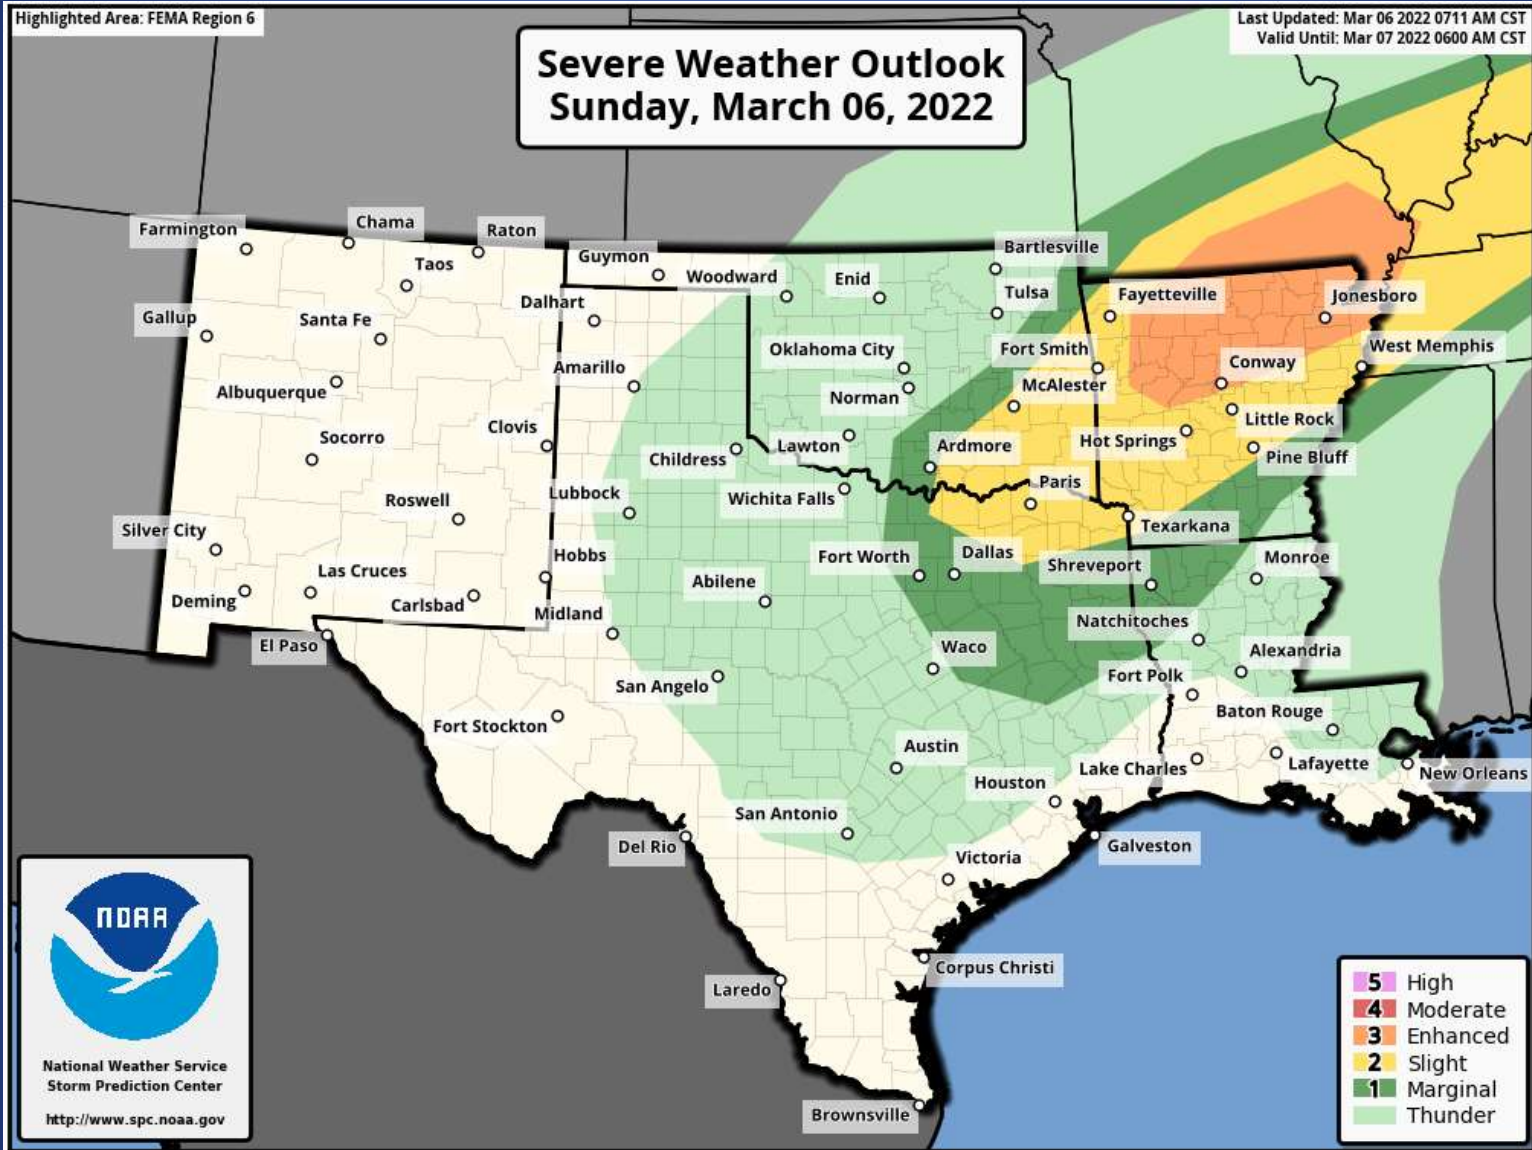 Highlighted Area: FEMA Region 6
Last Updated: Mar 06 2022 0711 AM CST
Valid Until: Mar 07 2022 0600 AM CST
Severe Weather Outlook
Sunday, March 06, 2022
Farmington
Chama
Raton
Taos
Guymon
Woodward
Enid
Bartlesville
Tulsa
Fayetteville
Jonesboro
Gallup
Santa Fe
Dalhart
Oklahoma City
Fort Smith
Conway
West Memphis
Albuquerque
Amarillo
Norman
McAlester
Little Rock
Socorro
Clovis
Childress
Lawton
Ardmore
Hot Springs
Pine Bluff
Roswell
Lubbock
Wichita Falls
Paris
Texarkana
Silver City
Las Cruces
Hobbs
Fort Worth
Dallas
Shreveport
Monroe
Deming
Carlsbad
Midland
Abilene
Natchitoches
El Paso
San Angelo
Waco
Fort Polk
Alexandria
Fort Stockton
Austin
Baton Rouge
Houston
Lake Charles
Lafayette
New Orleans
San Antonio
Del Rio
Victoria
Galveston
Laredo
Corpus Christi
Brownsville
NOAA
National Weather Service
Storm Prediction Center
http://www.spc.noaa.gov
5 High
4 Moderate
3 Enhanced
2 Slight
1 Marginal
Thunder